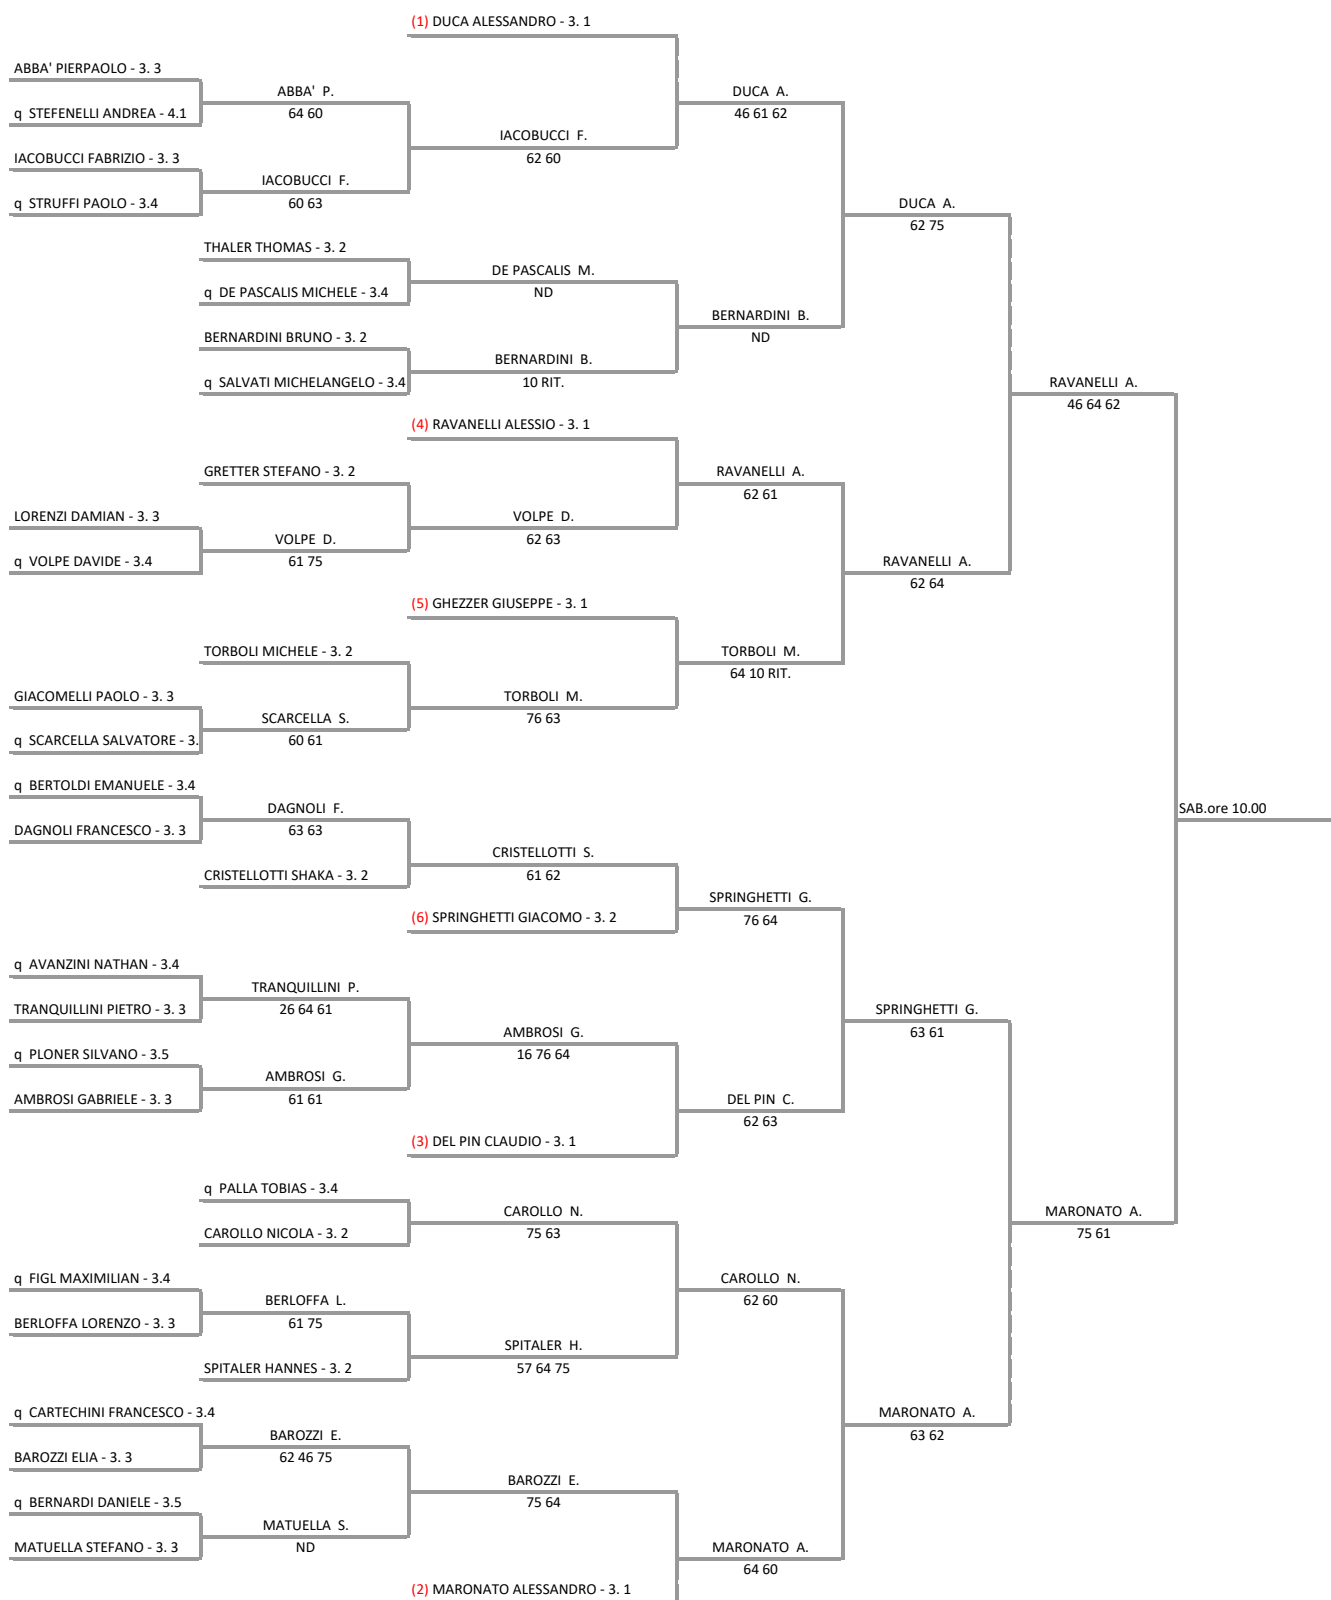 (1) DUCA ALESSANDRO - 3. 1
ABBA' PIERPAOLO - 3. 3
ABBA'  P.
DUCA  A.
q  STEFENELLI ANDREA - 4.1
64 60
46 61 62
IACOBUCCI  F.
IACOBUCCI FABRIZIO - 3. 3
62 60
IACOBUCCI  F.
q  STRUFFI PAOLO - 3.4
60 63
DUCA  A.
62 75
THALER THOMAS - 3. 2
DE PASCALIS  M.
q  DE PASCALIS MICHELE - 3.4
ND
BERNARDINI  B.
BERNARDINI BRUNO - 3. 2
ND
BERNARDINI  B.
q  SALVATI MICHELANGELO - 3.4
10 RIT.
RAVANELLI  A.
46 64 62
(4) RAVANELLI ALESSIO - 3. 1
GRETTER STEFANO - 3. 2
RAVANELLI  A.
62 61
LORENZI DAMIAN - 3. 3
VOLPE  D.
VOLPE  D.
62 63
q  VOLPE DAVIDE - 3.4
61 75
RAVANELLI  A.
62 64
(5) GHEZZER GIUSEPPE - 3. 1
TORBOLI MICHELE - 3. 2
TORBOLI  M.
64 10 RIT.
GIACOMELLI PAOLO - 3. 3
TORBOLI  M.
SCARCELLA  S.
76 63
q  SCARCELLA SALVATORE - 3.
60 61
q  BERTOLDI EMANUELE - 3.4
DAGNOLI  F.
SAB.ore 10.00
DAGNOLI FRANCESCO - 3. 3
63 63
CRISTELLOTTI  S.
CRISTELLOTTI SHAKA - 3. 2
61 62
SPRINGHETTI  G.
(6) SPRINGHETTI GIACOMO - 3. 2
76 64
q  AVANZINI NATHAN - 3.4
TRANQUILLINI  P.
TRANQUILLINI PIETRO - 3. 3
26 64 61
SPRINGHETTI  G.
AMBROSI  G.
63 61
q  PLONER SILVANO - 3.5
16 76 64
AMBROSI  G.
AMBROSI GABRIELE - 3. 3
61 61
DEL PIN  C.
62 63
(3) DEL PIN CLAUDIO - 3. 1
q  PALLA TOBIAS - 3.4
CAROLLO  N.
MARONATO  A.
CAROLLO NICOLA - 3. 2
75 63
75 61
q  FIGL MAXIMILIAN - 3.4
CAROLLO  N.
BERLOFFA  L.
62 60
BERLOFFA LORENZO - 3. 3
61 75
SPITALER  H.
SPITALER HANNES - 3. 2
57 64 75
q  CARTECHINI FRANCESCO - 3.4
MARONATO  A.
BAROZZI  E.
63 62
BAROZZI ELIA - 3. 3
62 46 75
BAROZZI  E.
q  BERNARDI DANIELE - 3.5
75 64
MATUELLA  S.
MATUELLA STEFANO - 3. 3
ND
MARONATO  A.
64 60
(2) MARONATO ALESSANDRO - 3. 1